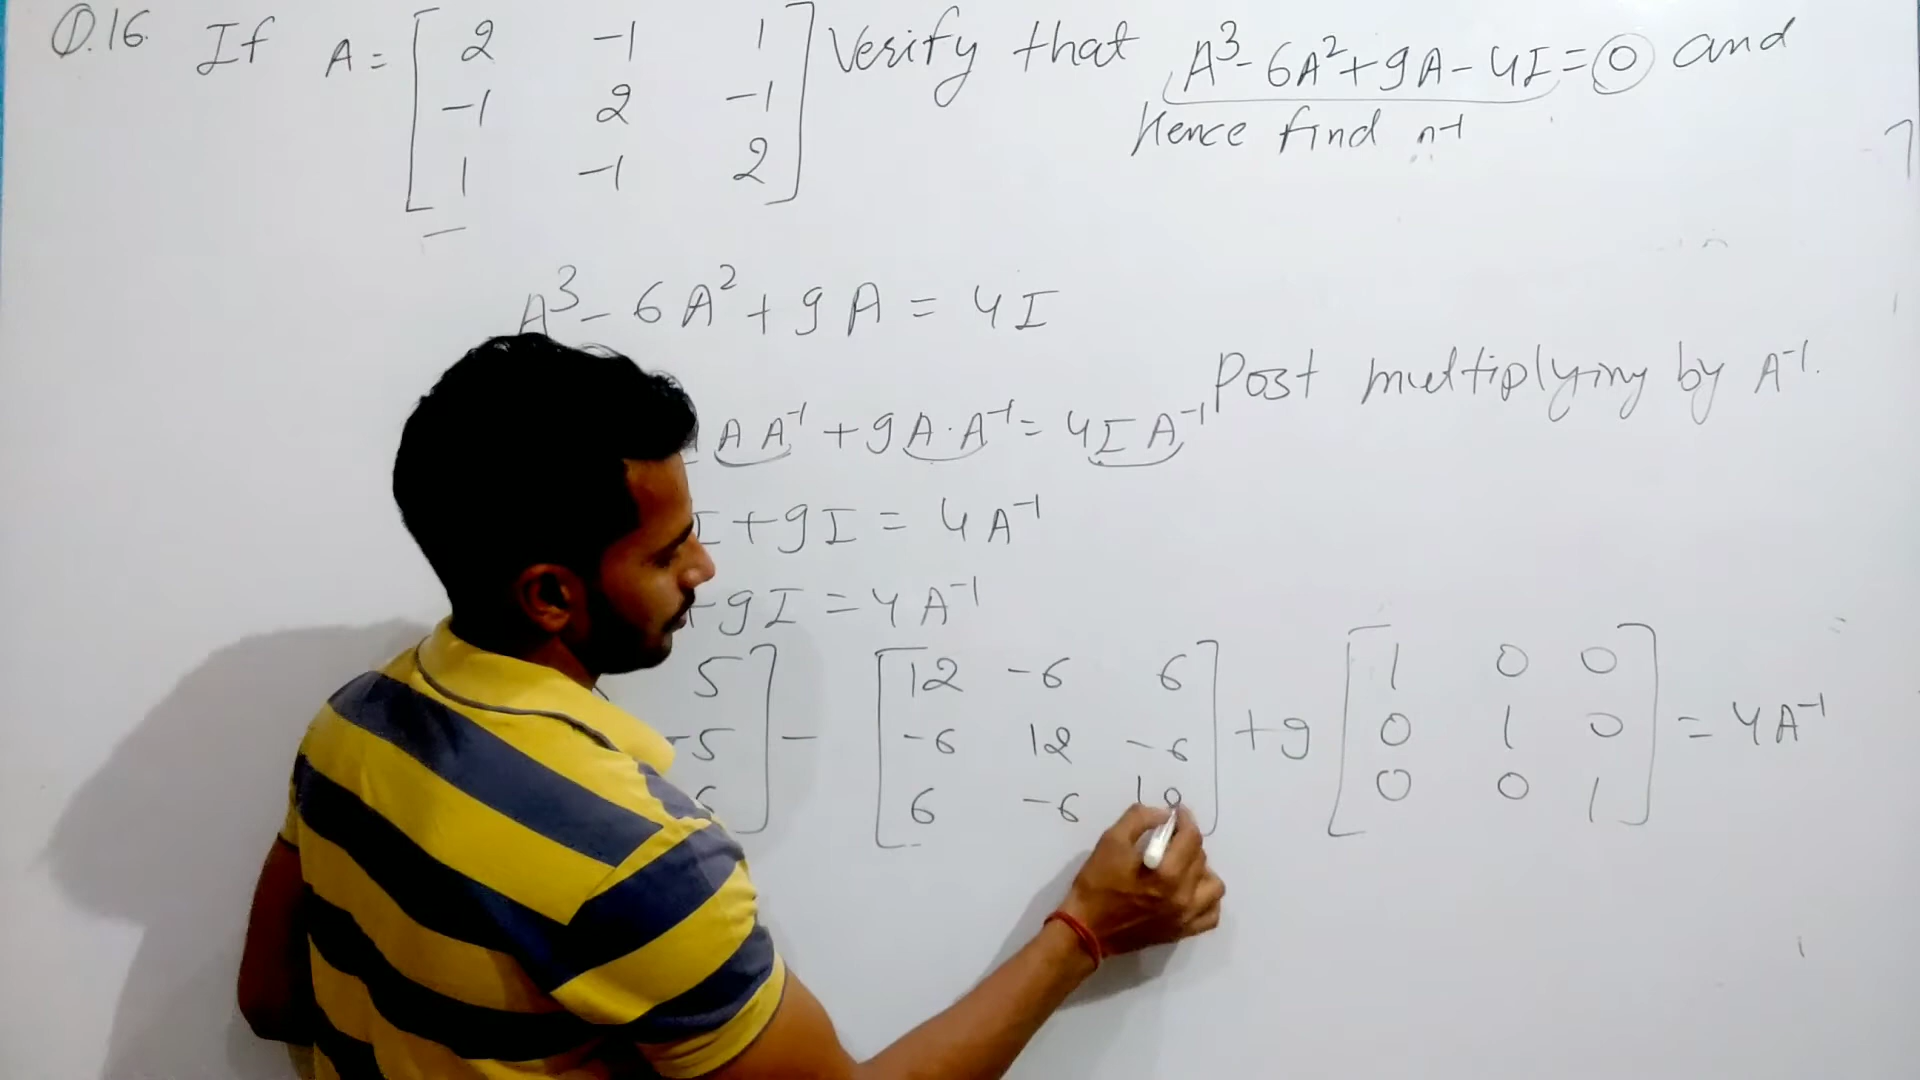 Q.16. If A = [ 2 -1 1 ] Verify that A³ - 6A² + 9A - 4I = 0 and
[ -1 2 -1 ] Hence find A⁻¹
[ 1 -1 2 ]
A³ - 6A² + 9A = 4I
Post multiplying by A⁻¹.
AA⁻¹ + 9A·A⁻¹ = 4IA⁻¹
I + 9I = 4A⁻¹
+ 9I = 4A⁻¹
5 ] - [ 12 -6 6 ] + 9 [ 1 0 0 ] = 4A⁻¹
-5 ] [ -6 12 -6 ] [ 0 1 0 ]
] [ 6 -6 ] [ 0 0 1 ]